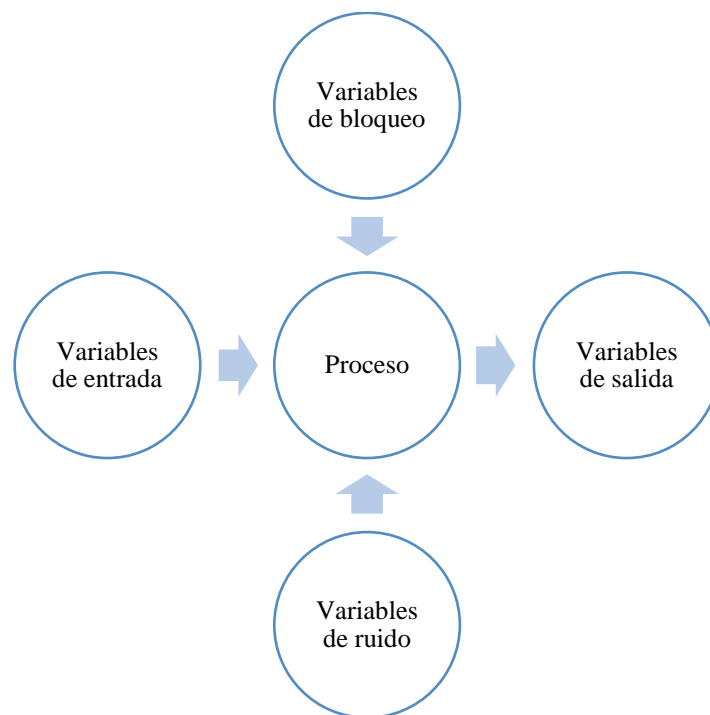 Variables
de bloqueo
Variables
de entrada
Proceso
Variables
de salida
Variables
de ruido